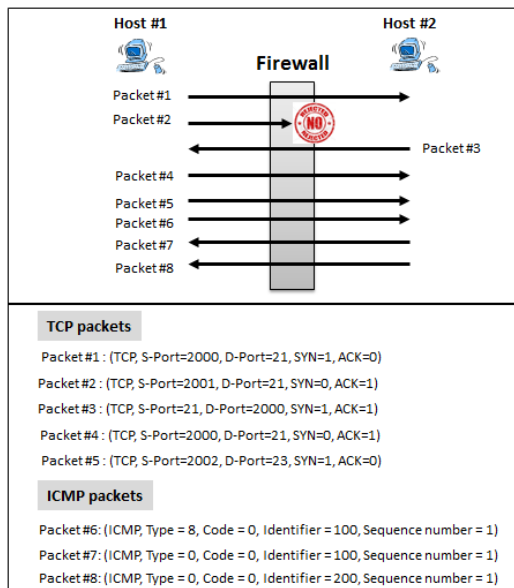 Host #1
Host #2
Firewall
Packet #1
Packet #2
REJECTED
NO
REJECTED
Packet #3
Packet #4
Packet #5
Packet #6
Packet #7
Packet #8
TCP packets
Packet #1 : (TCP, S-Port=2000, D-Port=21, SYN=1, ACK=0)
Packet #2 : (TCP, S-Port=2001, D-Port=21, SYN=0, ACK=1)
Packet #3 : (TCP, S-Port=21, D-Port=2000, SYN=1, ACK=1)
Packet #4 : (TCP, S-Port=2000, D-Port=21, SYN=0, ACK=1)
Packet #5 : (TCP, S-Port=2002, D-Port=23, SYN=1, ACK=0)
ICMP packets
Packet #6: (ICMP, Type = 8, Code = 0, Identifier = 100, Sequence number = 1)
Packet #7: (ICMP, Type = 0, Code = 0, Identifier = 100, Sequence number = 1)
Packet #8: (ICMP, Type = 0, Code = 0, Identifier = 200, Sequence number = 1)